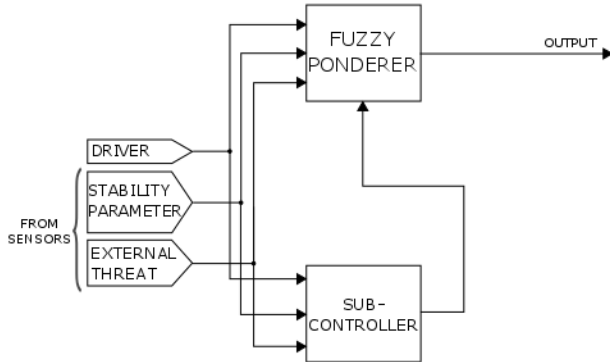 FUZZY
PONDERER
OUTPUT
DRIVER
STABILITY
PARAMETER
FROM
SENSORS
EXTERNAL
THREAT
SUB-
CONTROLLER